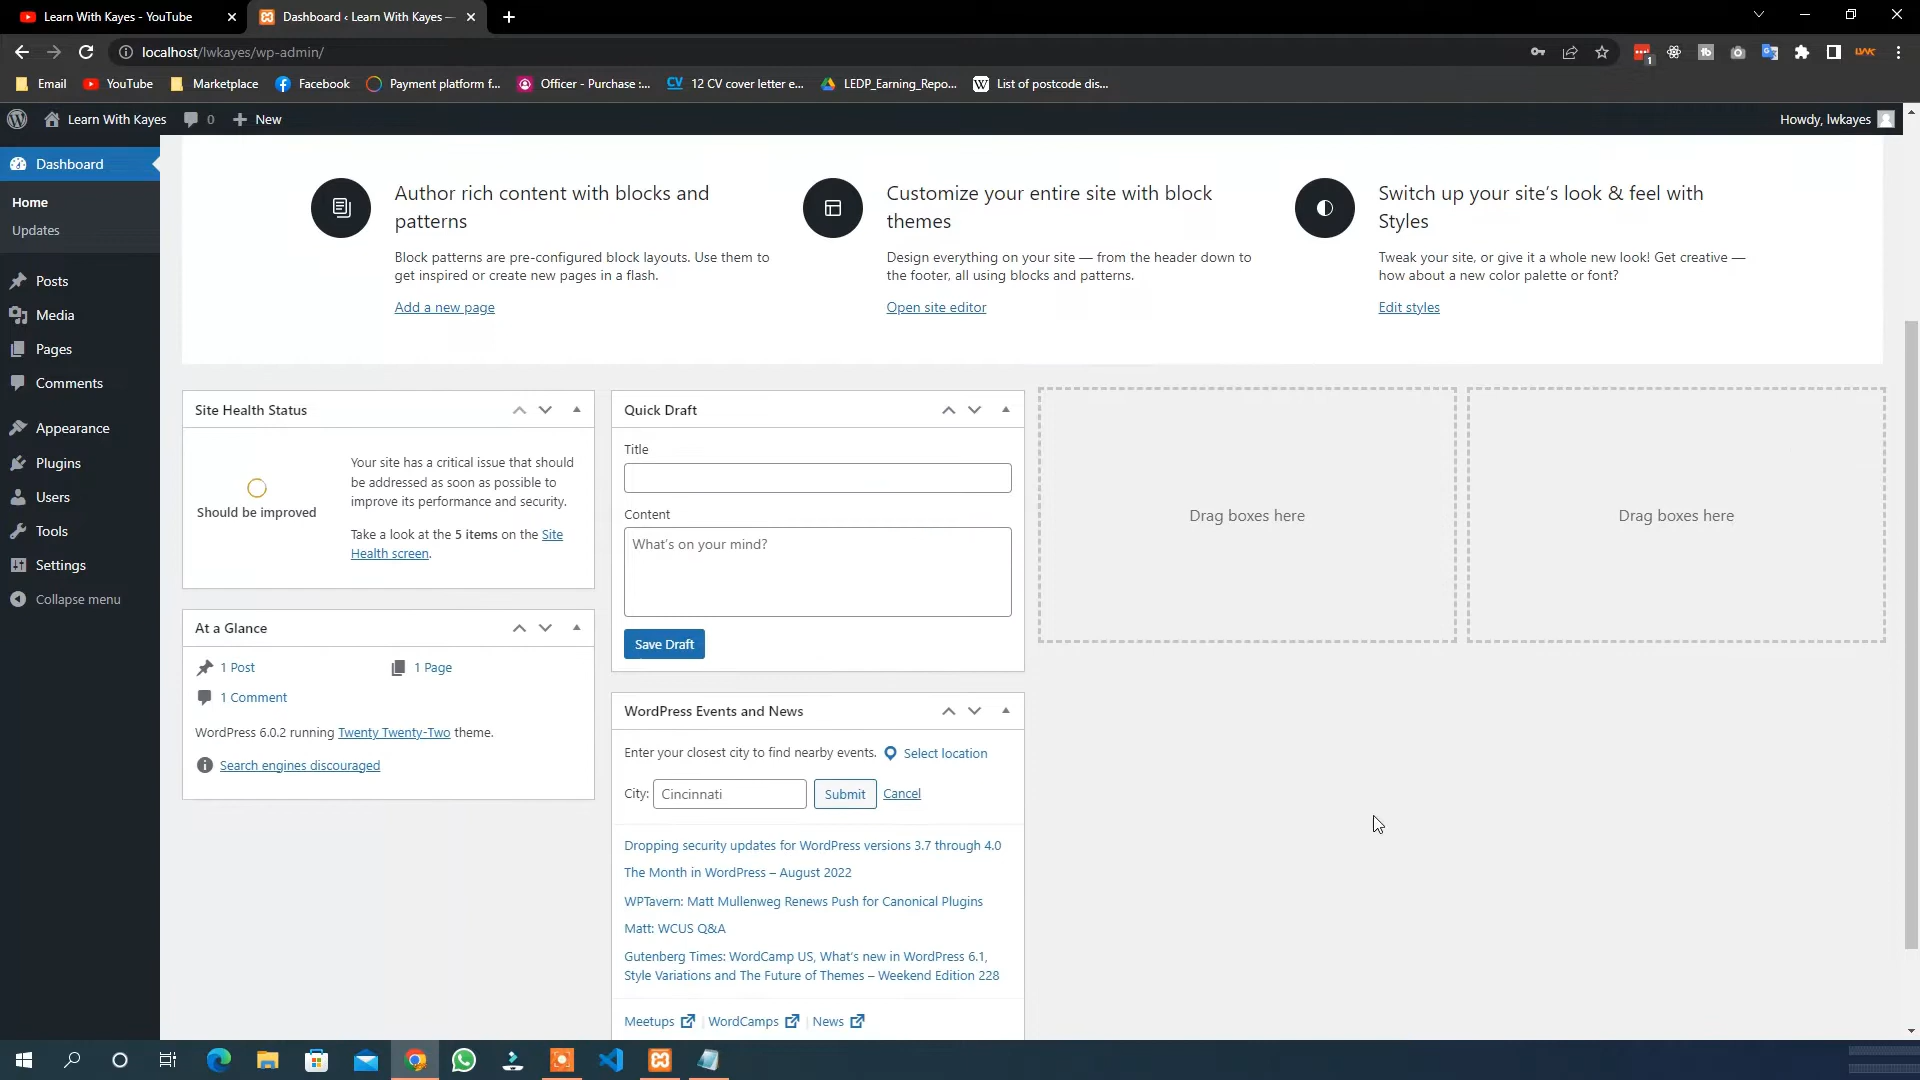 Learn With Kayes - YouTube
Dashboard ‹ Learn With Kayes —
localhost/lwkayes/wp-admin/
1
Email
YouTube
Marketplace
Facebook
Payment platform f...
Officer - Purchase :...
CV
12 CV cover letter e...
LEDP_Earning_Repo...
W
List of postcode dis...
Learn With Kayes
0
New
Howdy, lwkayes
Dashboard
Home
Updates
Posts
Media
Pages
Comments
Appearance
Plugins
Users
Tools
Settings
Collapse menu
Author rich content with blocks and
patterns
Block patterns are pre-configured block layouts. Use them to
get inspired or create new pages in a flash.
Add a new page
Customize your entire site with block
themes
Design everything on your site — from the header down to
the footer, all using blocks and patterns.
Open site editor
Switch up your site’s look & feel with
Styles
Tweak your site, or give it a whole new look! Get creative —
how about a new color palette or font?
Edit styles
Site Health Status
Should be improved
Your site has a critical issue that should
be addressed as soon as possible to
improve its performance and security.
Take a look at the 5 items on the Site
Health screen.
At a Glance
1 Post
1 Page
1 Comment
WordPress 6.0.2 running Twenty Twenty-Two theme.
Search engines discouraged
Quick Draft
Title
Content
What’s on your mind?
Save Draft
WordPress Events and News
Enter your closest city to find nearby events. Select location
City: Cincinnati Submit Cancel
Dropping security updates for WordPress versions 3.7 through 4.0
The Month in WordPress – August 2022
WPTavern: Matt Mullenweg Renews Push for Canonical Plugins
Matt: WCUS Q&A
Gutenberg Times: WordCamp US, What’s new in WordPress 6.1,
Style Variations and The Future of Themes – Weekend Edition 228
Meetups | WordCamps | News
Drag boxes here
Drag boxes here